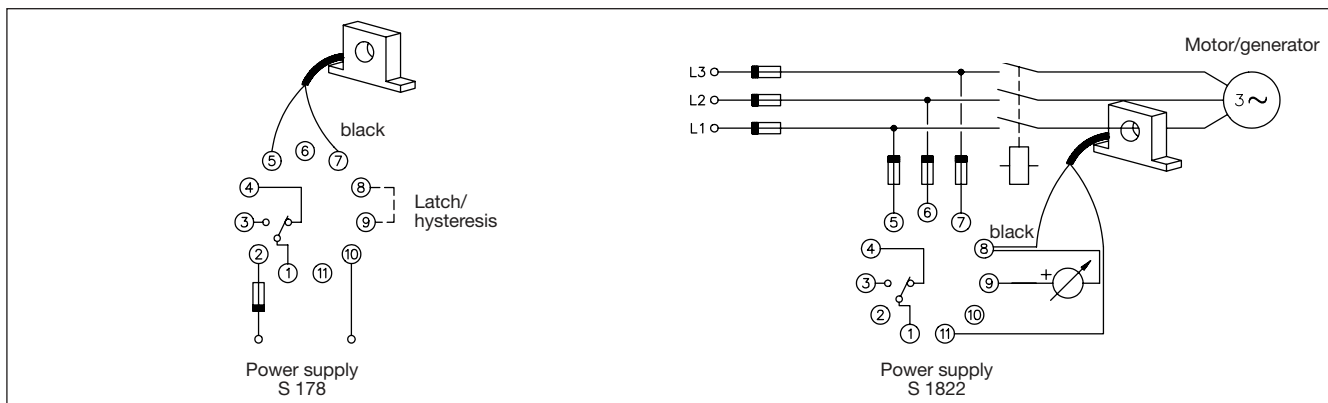 black
⑤
⑥
⑦
④
⑧
③
⑨
Latch/
hysteresis
②
①
⑪
⑩
Power supply
S 178
Motor/generator
L3
L2
L1
3~
⑤
⑥
⑦
black
④
⑧
③
⑨
+
②
⑩
①
⑪
Power supply
S 1822